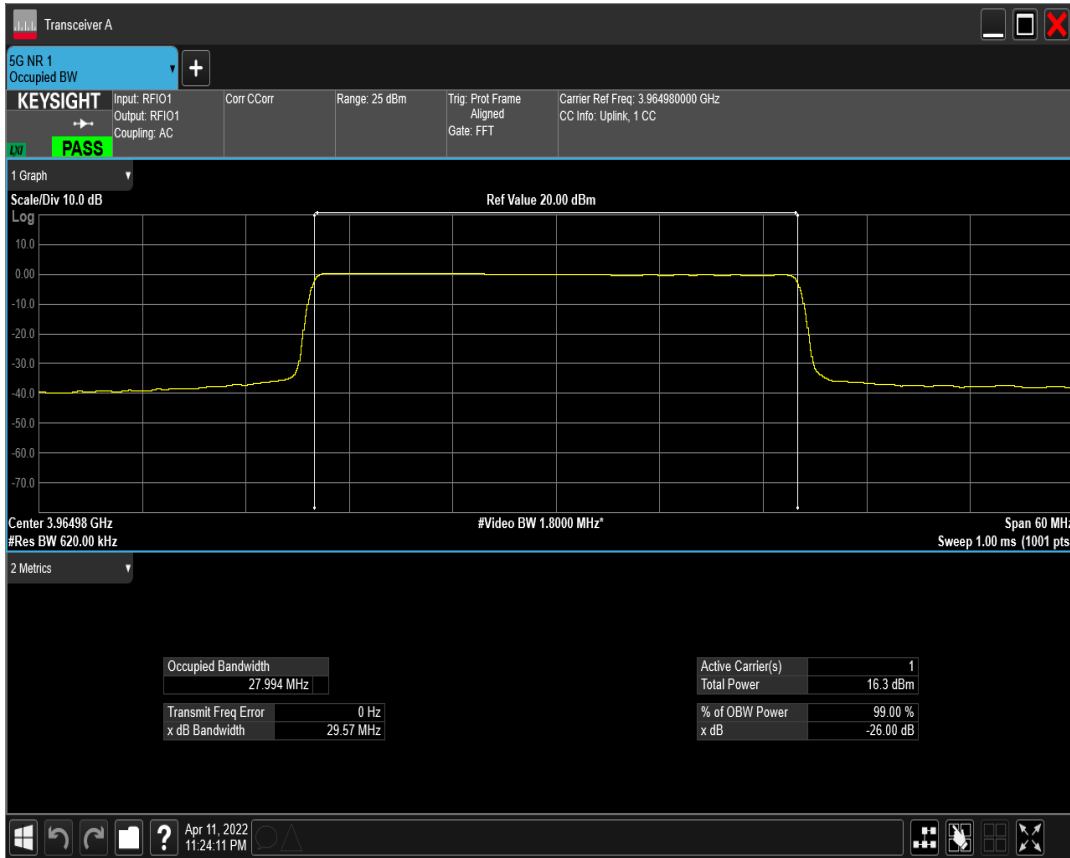 Transceiver A
5G NR 1
Occupied BW
+
KEYSIGHT
LXI
PASS
Input: RFIO1
Output: RFIO1
Coupling: AC
Corr CCorr
Range: 25 dBm
Trig: Prot Frame
Aligned
Gate: FFT
Carrier Ref Freq: 3.964980000 GHz
CC Info: Uplink, 1 CC
1 Graph
Scale/Div 10.0 dB
Ref Value 20.00 dBm
Log
10.0
0.00
-10.0
-20.0
-30.0
-40.0
-50.0
-60.0
-70.0
Center 3.96498 GHz
#Video BW 1.8000 MHz*
Span 60 MHz
#Res BW 620.00 kHz
Sweep 1.00 ms (1001 pts
2 Metrics
Occupied Bandwidth
27.994 MHz
Transmit Freq Error 0 Hz
x dB Bandwidth 29.57 MHz
Active Carrier(s) 1
Total Power 16.3 dBm
% of OBW Power 99.00 %
x dB -26.00 dB
?
Apr 11, 2022
11:24:11 PM